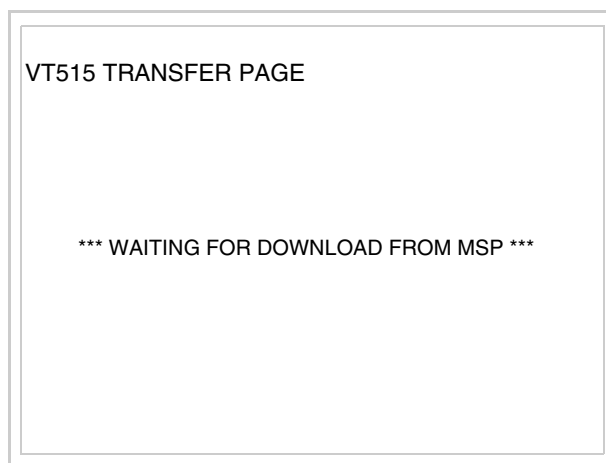 VT515 TRANSFER PAGE
*** WAITING FOR DOWNLOAD FROM MSP ***